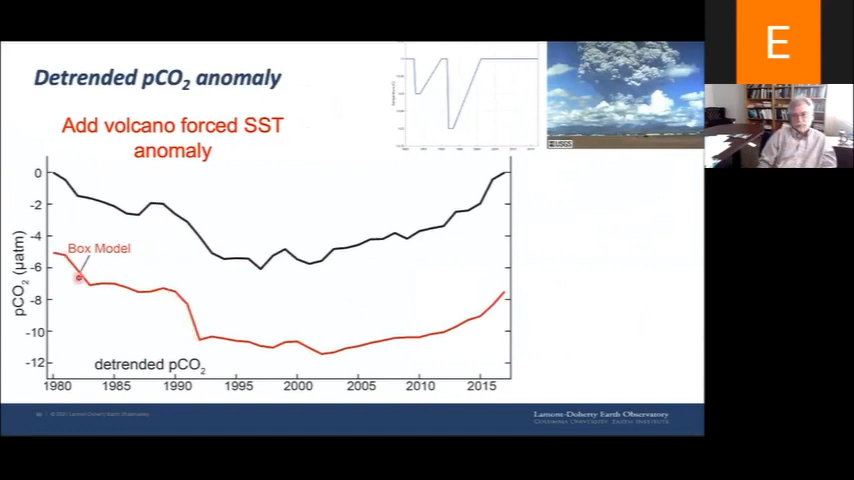 Detrended pCO₂ anomaly
Add volcano forced SST
anomaly
E
USGS
0
-2
-4
-6
-8
-10
-12
pCO₂ (µatm)
Box Model
detrended pCO₂
1980
1985
1990
1995
2000
2005
2010
2015
Lamont-Doherty Earth Observatory
COLUMBIA UNIVERSITY | EARTH INSTITUTE